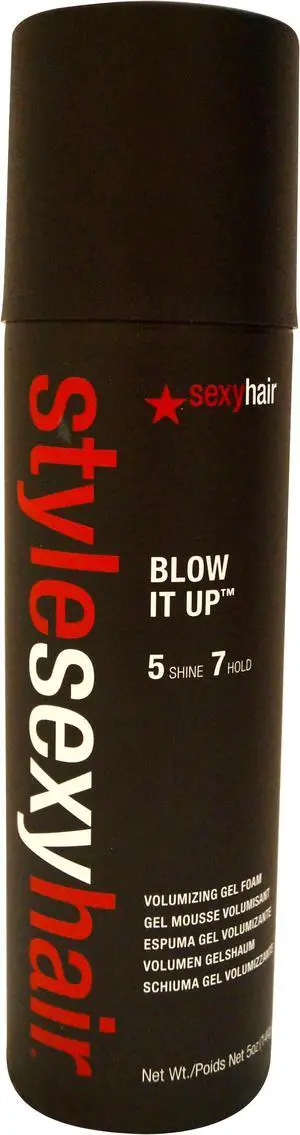 sexyhair
stylesexyhair
BLOW
IT UP™
5 SHINE 7 HOLD
VOLUMIZING GEL FOAM
GEL MOUSSE VOLUMISANT
ESPUMA GEL VOLUMIZANTE
VOLUMEN GELSHAUM
SCHIUMA GEL VOLUMIZZANTE
Net Wt./Poids Net 5oz